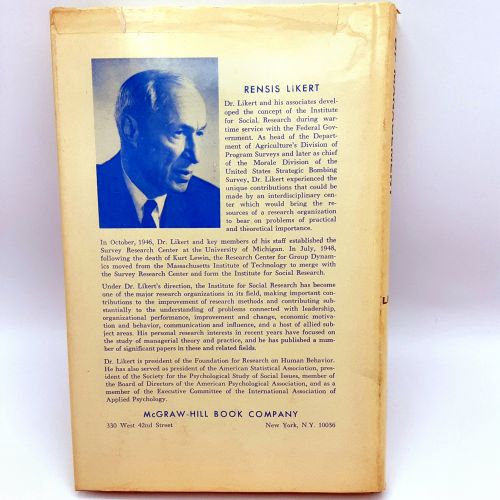 RENSIS LIKERT
Dr. Likert and his associates devel-
oped the concept of the Institute
for Social Research during war-
time service with the Federal Gov-
ernment. As head of the Depart-
ment of Agriculture's Division of
Program Surveys and later as chief
of the Morale Division of the
United States Strategic Bombing
Survey, Dr. Likert experienced the
unique contributions that could be
made by an interdisciplinary cen-
ter which would bring the re-
sources of a research organization
to bear on problems of practical
and theoretical importance.
In October, 1946, Dr. Likert and key members of his staff established the
Survey Research Center at the University of Michigan. In July, 1948,
following the death of Kurt Lewin, the Research Center for Group Dynam-
ics moved from the Massachusetts Institute of Technology to merge with
the Survey Research Center and form the Institute for Social Research.
Under Dr. Likert's direction, the Institute for Social Research has become
one of the major research organizations in its field, making important con-
tributions to the improvement of research methods and contributing sub-
stantially to the understanding of problems connected with leadership,
organizational performance, improvement and change, economic motiva-
tion and behavior, communication and influence, and a host of allied sub-
ject areas. His personal research interests in recent years have focused on
the study of managerial theory and practice, and he has published a num-
ber of significant papers in these and related fields.
Dr. Likert is president of the Foundation for Research on Human Behavior.
He has also served as president of the American Statistical Association, pres-
ident of the Society for the Psychological Study of Social Issues, member of
the Board of Directors of the American Psychological Association, and as a
member of the Executive Committee of the International Association of
Applied Psychology.
McGRAW-HILL BOOK COMPANY
330 West 42nd Street New York, N.Y. 10036